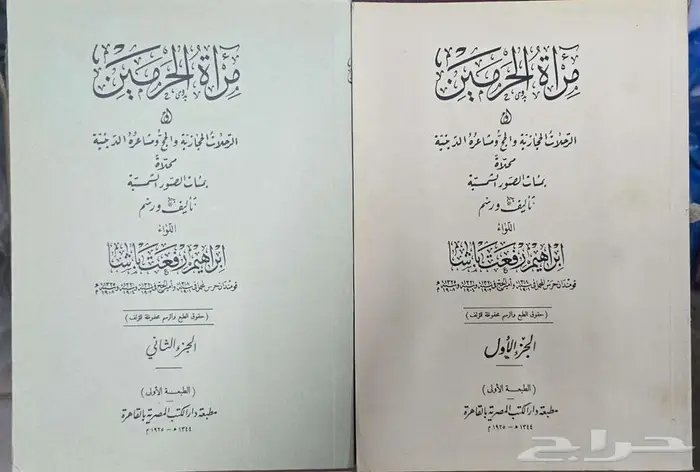 مرآة الحرمين
أو
الرحلات الحجازية والحج ومشاعره الدينية
محلاة
بمئات الصور الشمسية
تأليف ورسم
اللواء
ابراهيم رفعت باشا
( حقوق الطبع والرسم محفوظة للمؤلف )
الجزء الأول
( الطبعة الأولى )
مطبعة دار الكتب المصرية بالقاهرة
١٣٤٤ ھ - ١٩٢٥ م
مرآة الحرمين
أو
الرحلات الحجازية والحج ومشاعره الدينية
محلاة
بمئات الصور الشمسية
تأليف ورسم
اللواء
ابراهيم رفعت باشا
( حقوق الطبع والرسم محفوظة للمؤلف )
الجزء الثاني
( الطبعة الأولى )
مطبعة دار الكتب المصرية بالقاهرة
١٣٤٤ ھ - ١٩٢٥ م
حراج